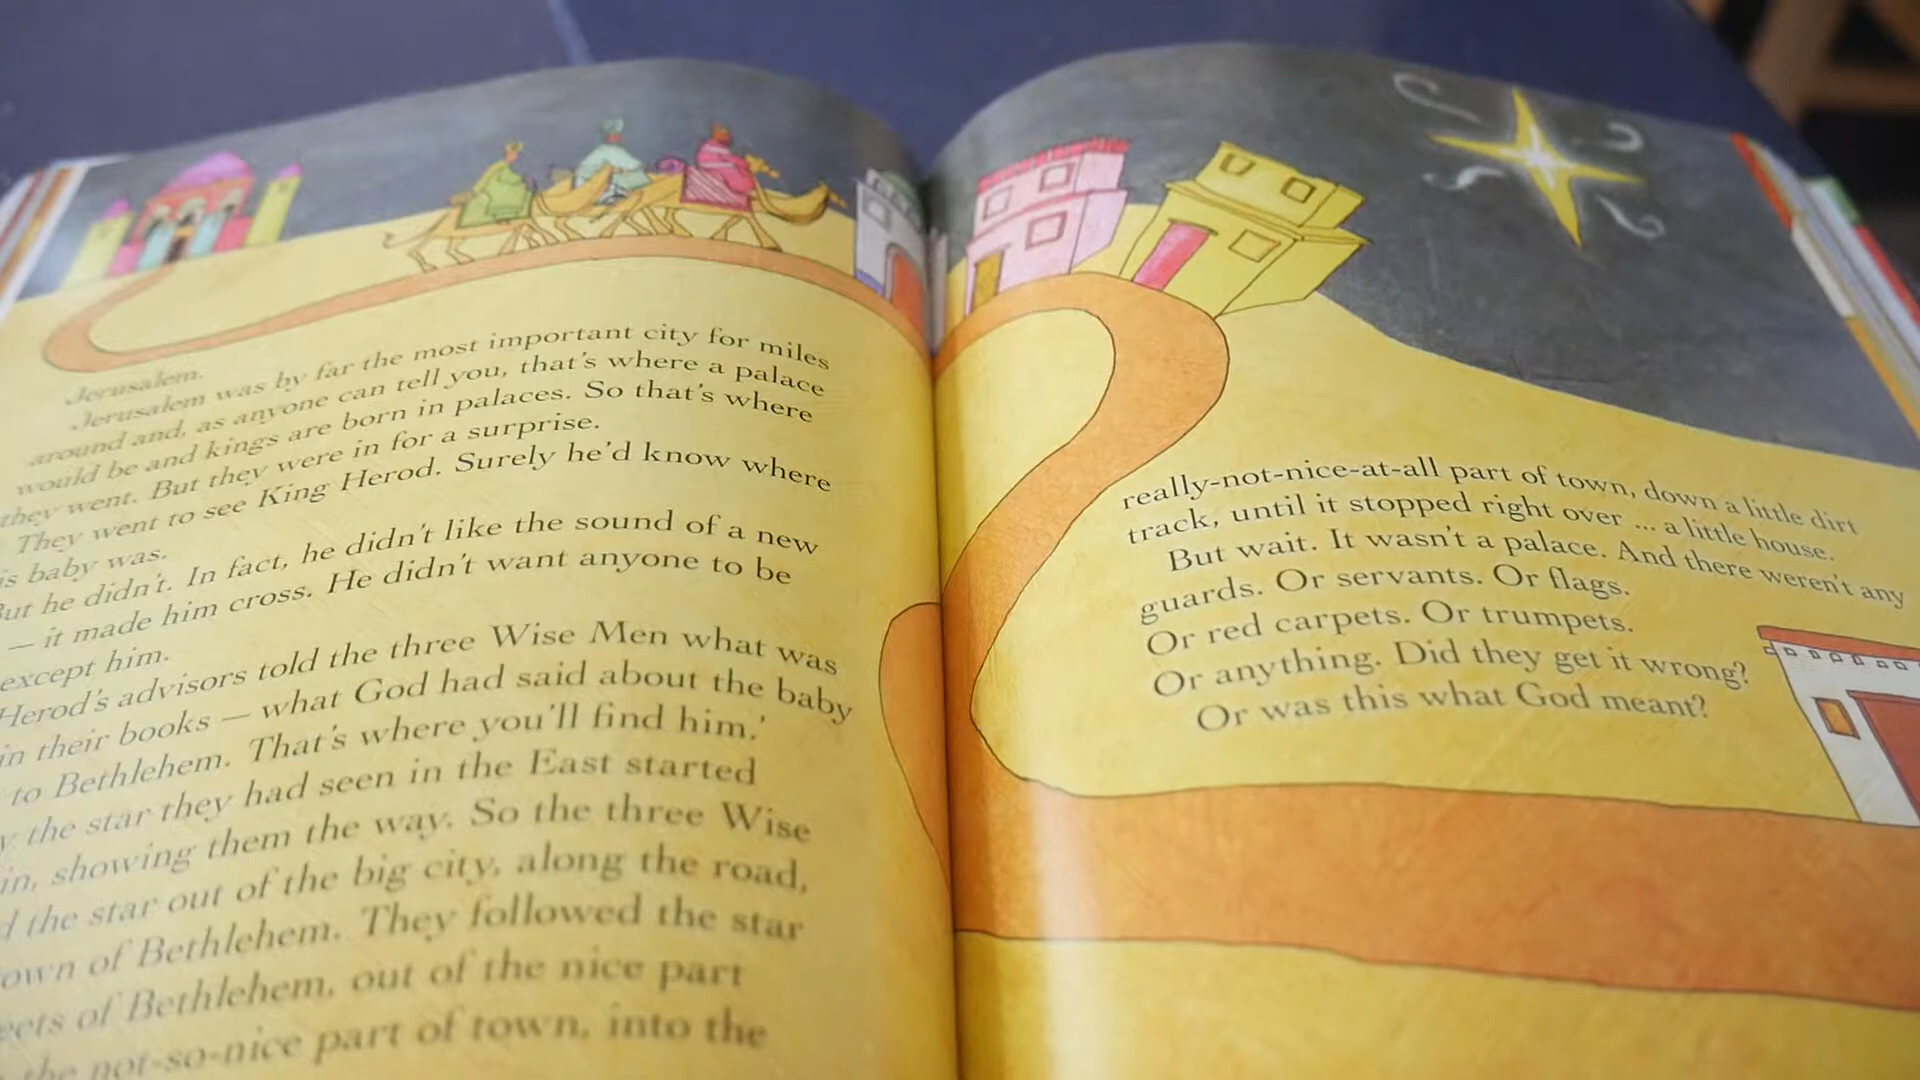 Jerusalem.
Jerusalem was by far the most important city for miles
around and, as anyone can tell you, that's where a palace
would be and kings are born in palaces. So that's where
they went. But they were in for a surprise.
They went to see King Herod. Surely he'd know where
is baby was.
But he didn't. In fact, he didn't like the sound of a new
— it made him cross. He didn't want anyone to be
except him.
Herod's advisors told the three Wise Men what was
in their books — what God had said about the baby
to Bethlehem. That's where you'll find him.'
the star they had seen in the East started
in, showing them the way. So the three Wise
the star out of the big city, along the road,
own of Bethlehem. They followed the star
eets of Bethlehem, out of the nice part
the not-so-nice part of town, into the
really-not-nice-at-all part of town, down a little dirt
track, until it stopped right over ... a little house.
But wait. It wasn't a palace. And there weren't any
guards. Or servants. Or flags.
Or red carpets. Or trumpets.
Or anything. Did they get it wrong?
Or was this what God meant?